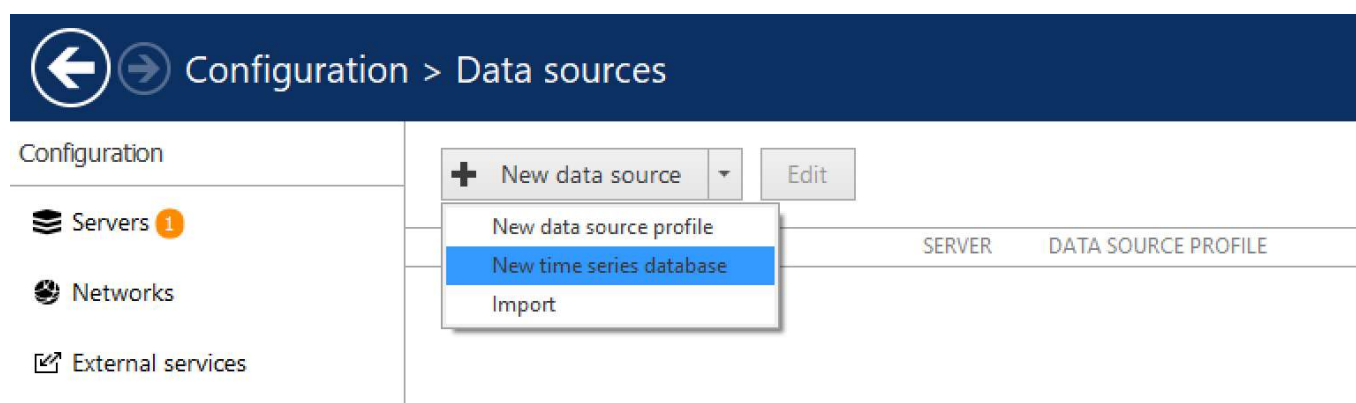 Configuration > Data sources
Configuration
Servers 1
Networks
External services
New data source
Edit
New data source profile
New time series database
Import
SERVER DATA SOURCE PROFILE